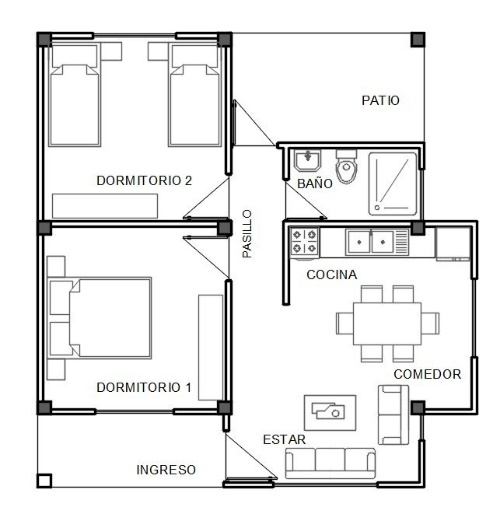 PATIO
DORMITORIO 2
BAÑO
PASILLO
COCINA
COMEDOR
DORMITORIO 1
ESTAR
INGRESO